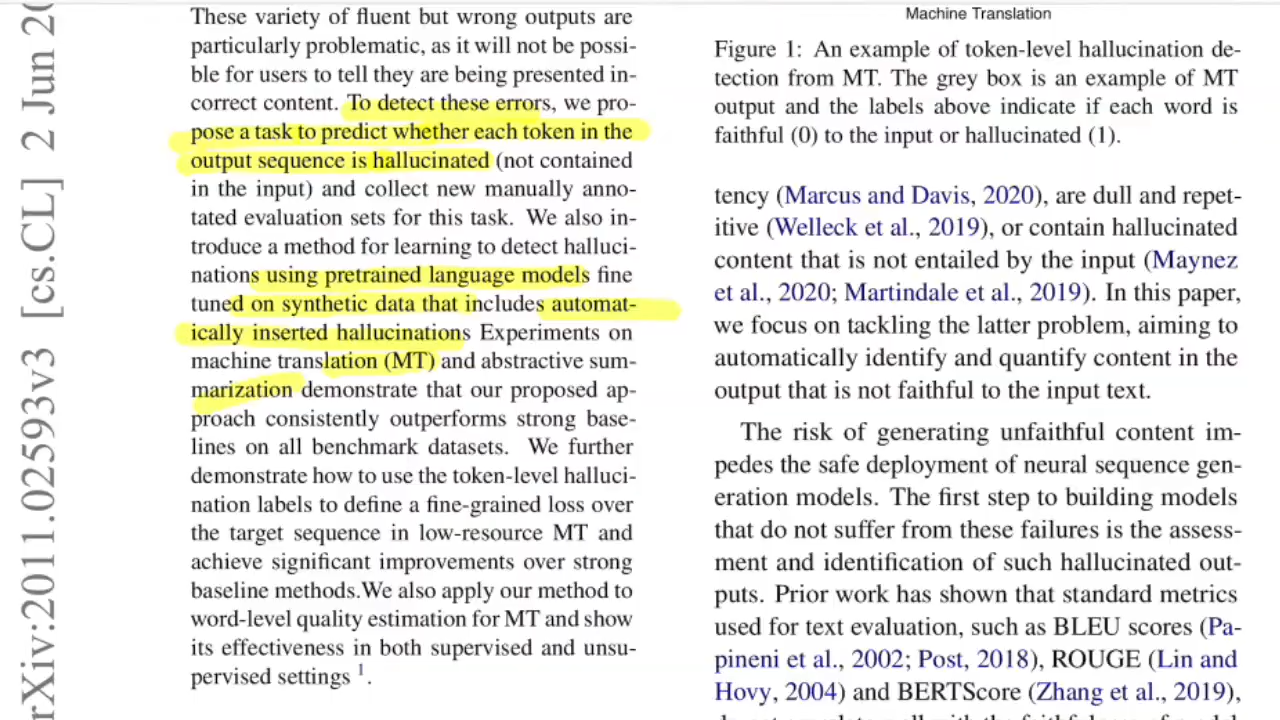 rXiv:2011.02593v3 [cs.CL] 2 Jun 20
These variety of fluent but wrong outputs are
particularly problematic, as it will not be possi-
ble for users to tell they are being presented in-
correct content. To detect these errors, we pro-
pose a task to predict whether each token in the
output sequence is hallucinated (not contained
in the input) and collect new manually anno-
tated evaluation sets for this task. We also in-
troduce a method for learning to detect halluci-
nations using pretrained language models fine
tuned on synthetic data that includes automat-
ically inserted hallucinations Experiments on
machine translation (MT) and abstractive sum-
marization demonstrate that our proposed ap-
proach consistently outperforms strong base-
lines on all benchmark datasets. We further
demonstrate how to use the token-level halluci-
nation labels to define a fine-grained loss over
the target sequence in low-resource MT and
achieve significant improvements over strong
baseline methods.We also apply our method to
word-level quality estimation for MT and show
its effectiveness in both supervised and unsu-
pervised settings 1.
Machine Translation
Figure 1: An example of token-level hallucination de-
tection from MT. The grey box is an example of MT
output and the labels above indicate if each word is
faithful (0) to the input or hallucinated (1).
tency (Marcus and Davis, 2020), are dull and repet-
itive (Welleck et al., 2019), or contain hallucinated
content that is not entailed by the input (Maynez
et al., 2020; Martindale et al., 2019). In this paper,
we focus on tackling the latter problem, aiming to
automatically identify and quantify content in the
output that is not faithful to the input text.
The risk of generating unfaithful content im-
pedes the safe deployment of neural sequence gen-
eration models. The first step to building models
that do not suffer from these failures is the assess-
ment and identification of such hallucinated out-
puts. Prior work has shown that standard metrics
used for text evaluation, such as BLEU scores (Pa-
pineni et al., 2002; Post, 2018), ROUGE (Lin and
Hovy, 2004) and BERTScore (Zhang et al., 2019),